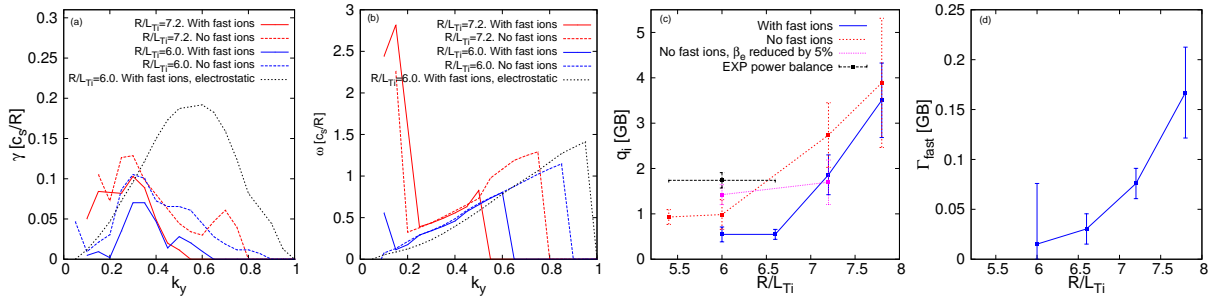 (a)
R/L_Ti=7.2. With fast ions
R/L_Ti=7.2. No fast ions
R/L_Ti=6.0. With fast ions
R/L_Ti=6.0. No fast ions
R/L_Ti=6.0. With fast ions, electrostatic
γ [c_s/R]
0.3
0.25
0.2
0.15
0.1
0.05
0
0 0.2 0.4 0.6 0.8 1
k_y
(b)
R/L_Ti=7.2. With fast ions
R/L_Ti=7.2. No fast ions
R/L_Ti=6.0. With fast ions
R/L_Ti=6.0. No fast ions
R/L_Ti=6.0. With fast ions, electrostatic
ω [c_s/R]
3
2.5
2
1.5
1
0.5
0
0 0.2 0.4 0.6 0.8 1
k_y
(c)
With fast ions
No fast ions
No fast ions, β_e reduced by 5%
EXP power balance
q_i [GB]
5
4
3
2
1
0
5.5 6 6.5 7 7.5 8
R/L_Ti
(d)
Γ_fast [GB]
0.25
0.2
0.15
0.1
0.05
0
5.5 6 6.5 7 7.5 8
R/L_Ti